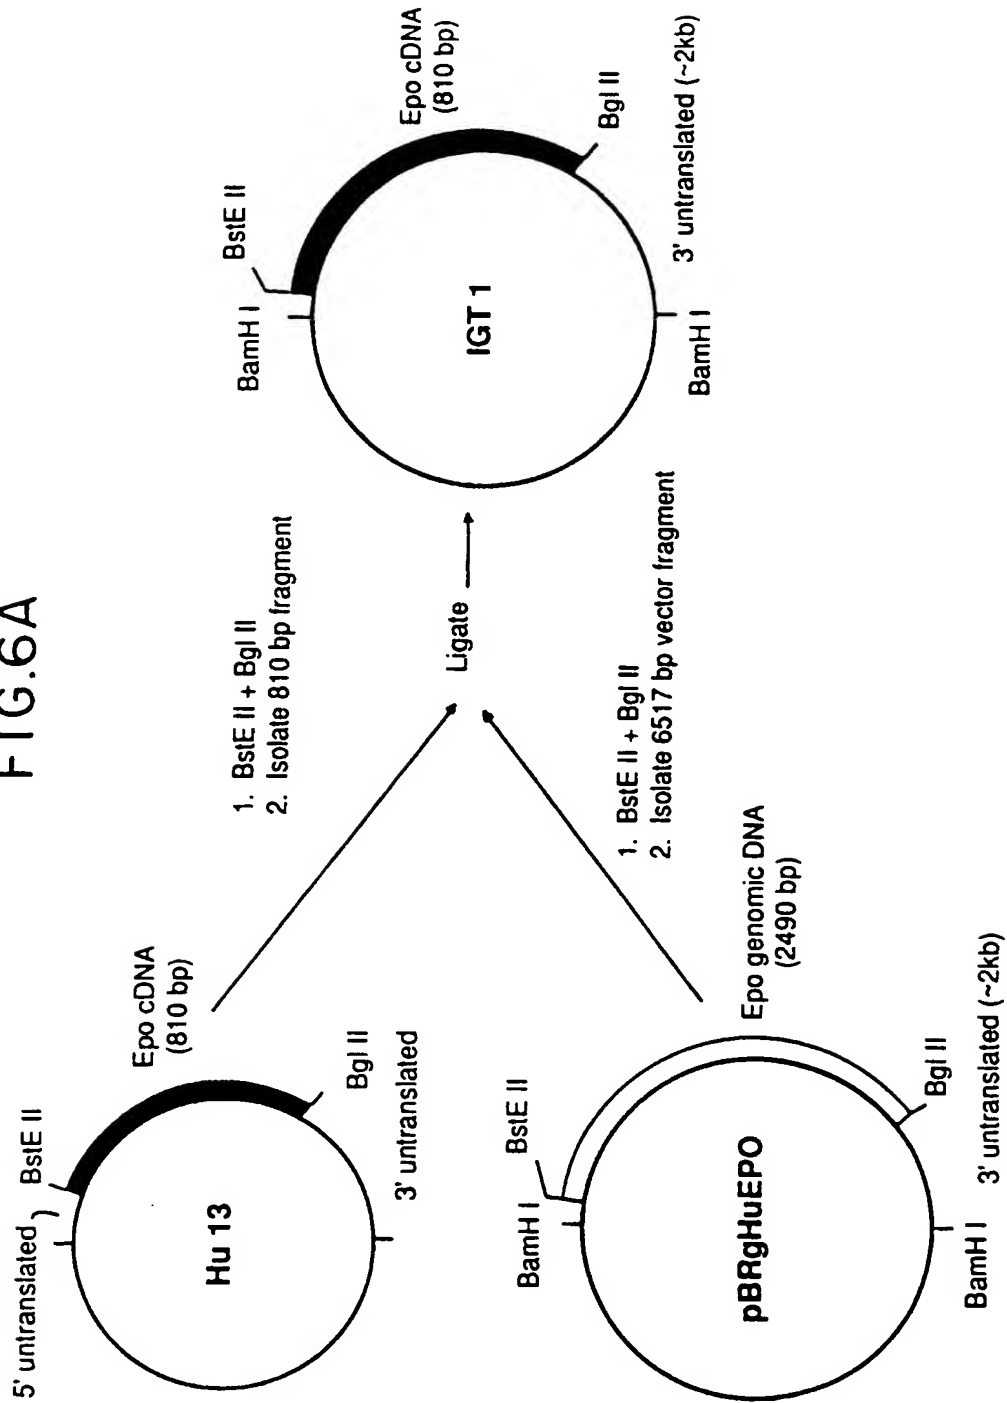 FIG.6A
5' untranslated
BstE II
Epo cDNA
(810 bp)
Hu 13
Bgl II
3' untranslated
1. BstE II + Bgl II
2. Isolate 810 bp fragment
BamH I
BstE II
Epo genomic DNA
(2490 bp)
pBRgHuEPO
Bgl II
3' untranslated (~2kb)
BamH I
1. BstE II + Bgl II
2. Isolate 6517 bp vector fragment
Ligate
BamH I
BstE II
Epo cDNA
(810 bp)
IGT 1
Bgl II
3' untranslated (~2kb)
BamH I